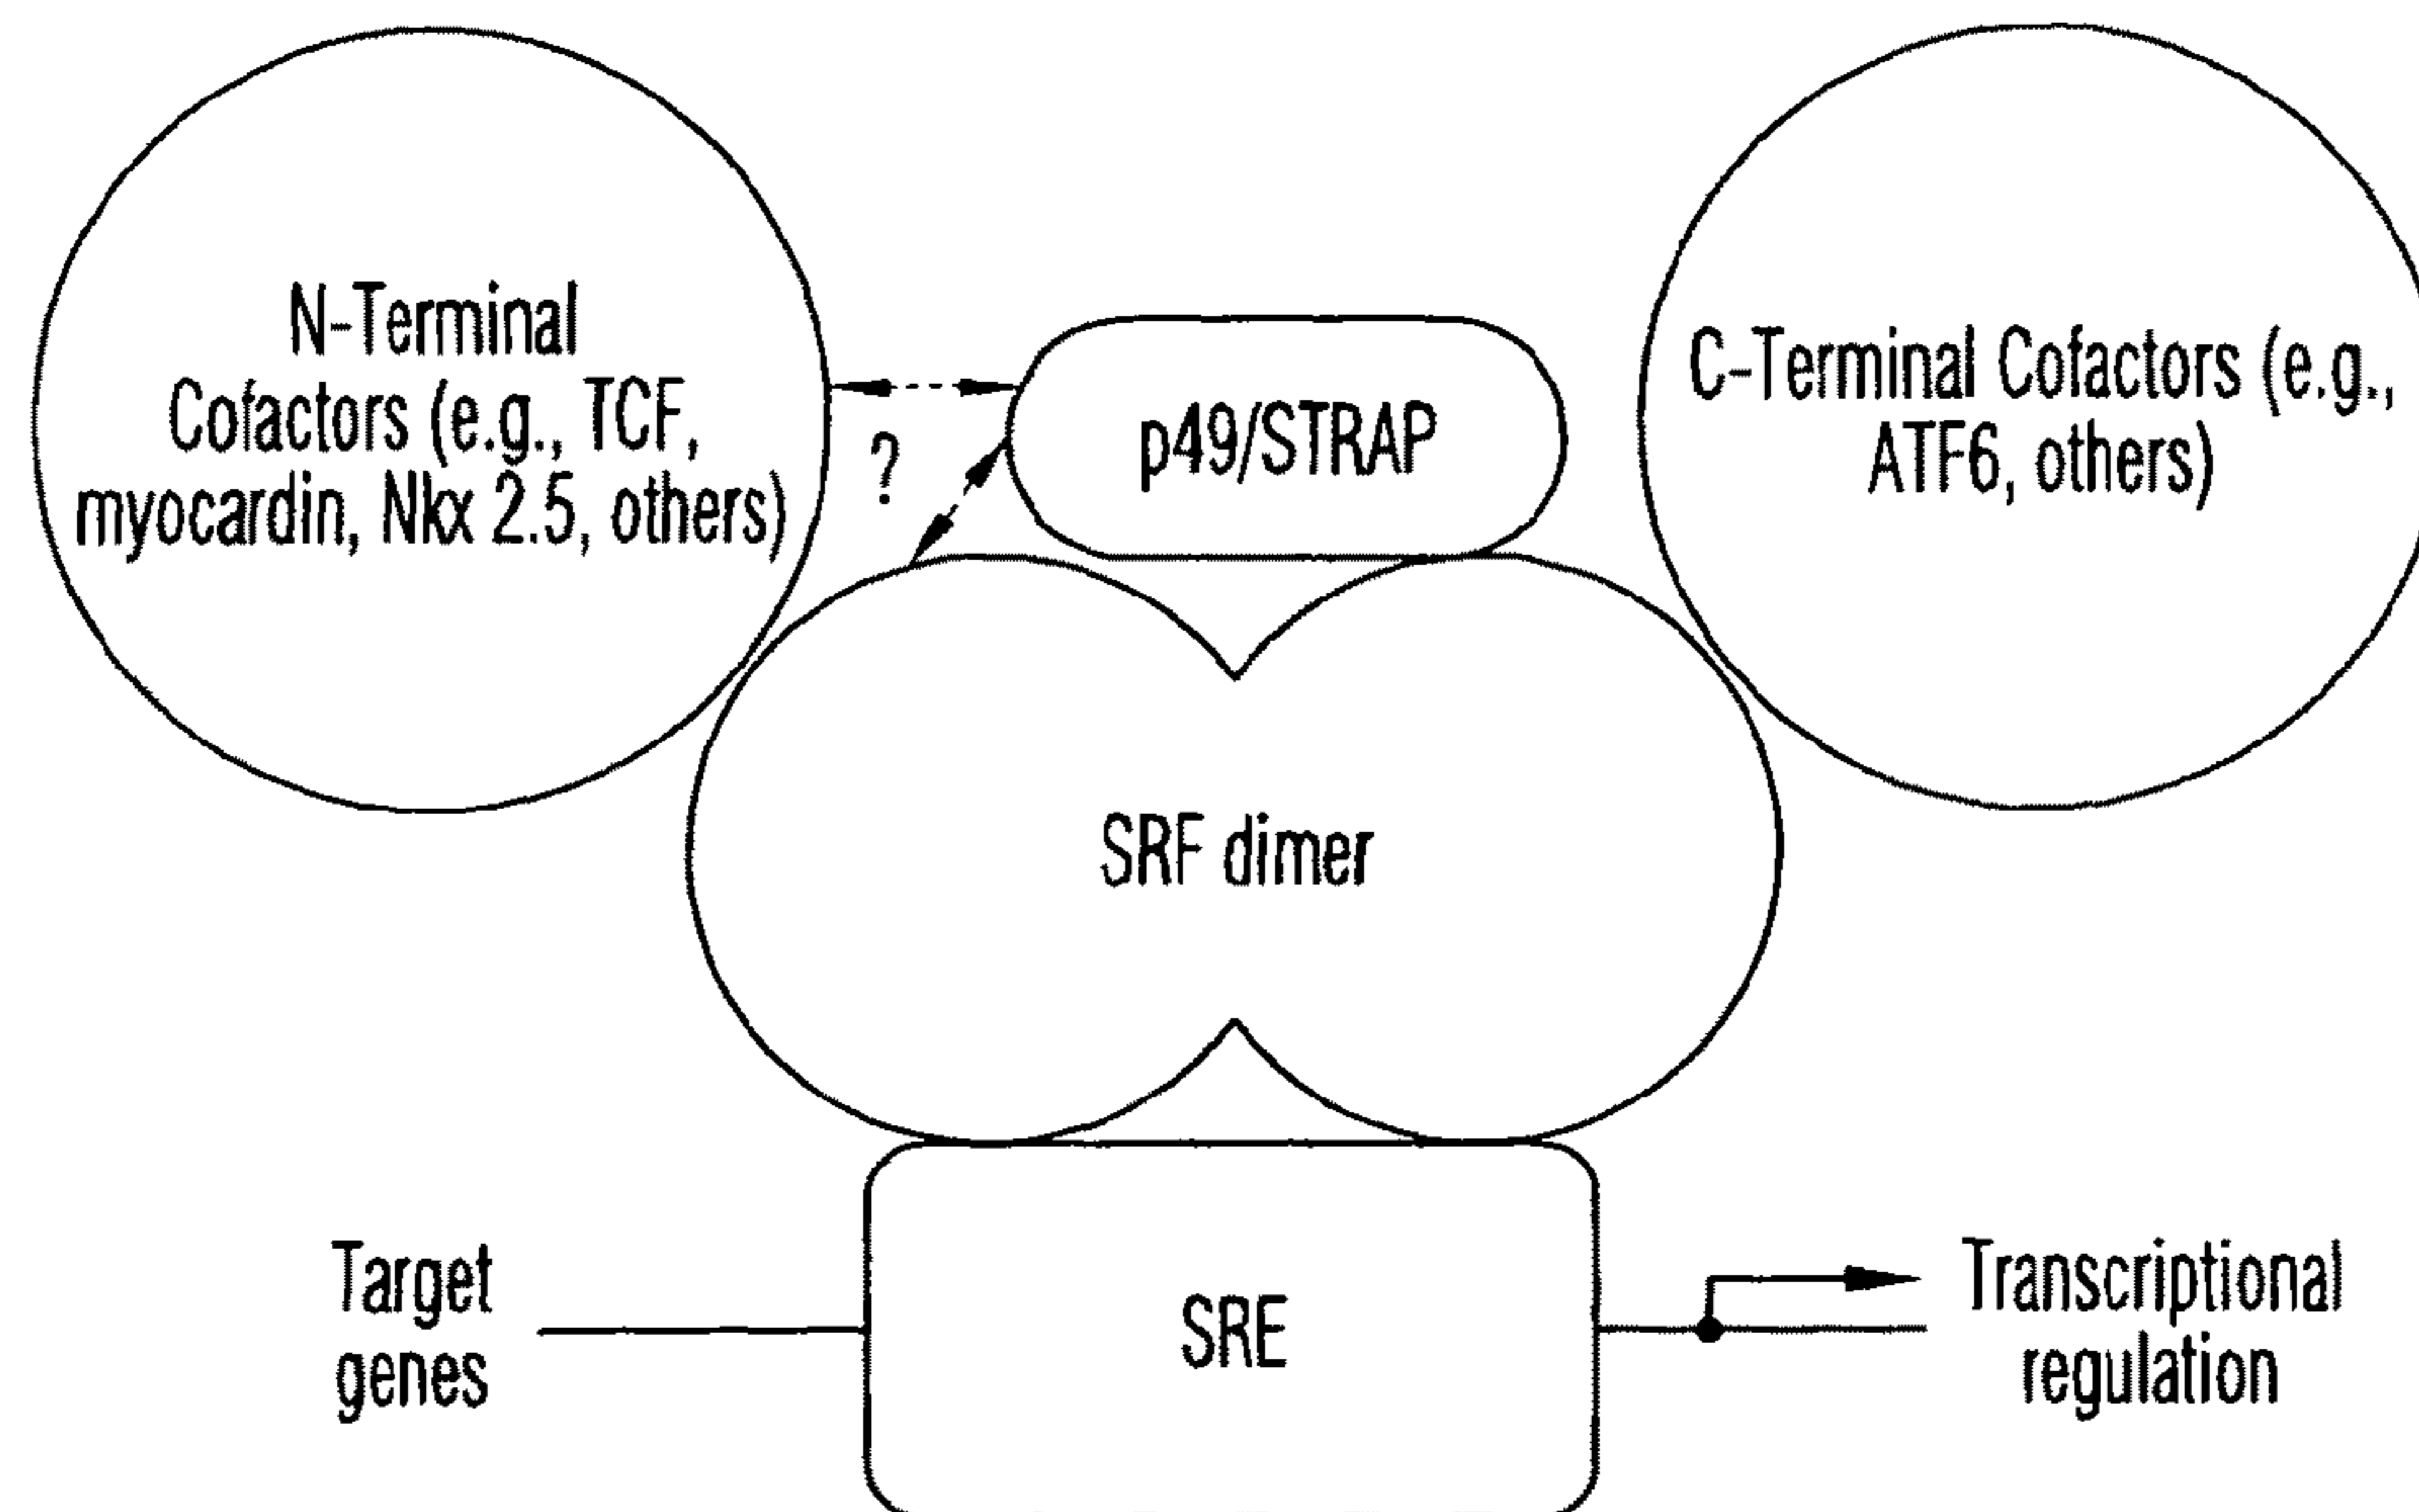 N-Terminal
Cofactors (e.g., TCF,
myocardin, Nkx 2.5, others)
?
p49/STRAP
C-Terminal Cofactors (e.g.,
ATF6, others)
SRF dimer
Target
genes
SRE
Transcriptional
regulation